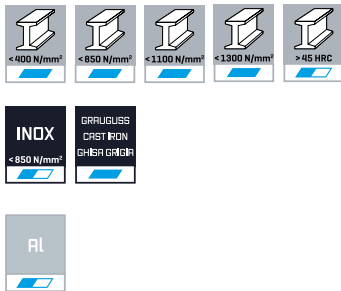 <400 N/mm²
<850 N/mm²
<1100 N/mm²
<1300 N/mm²
>45 HRC
INOX
<850 N/mm²
GRAUGUSS
CAST IRON
GHISA GRIGIA
Al